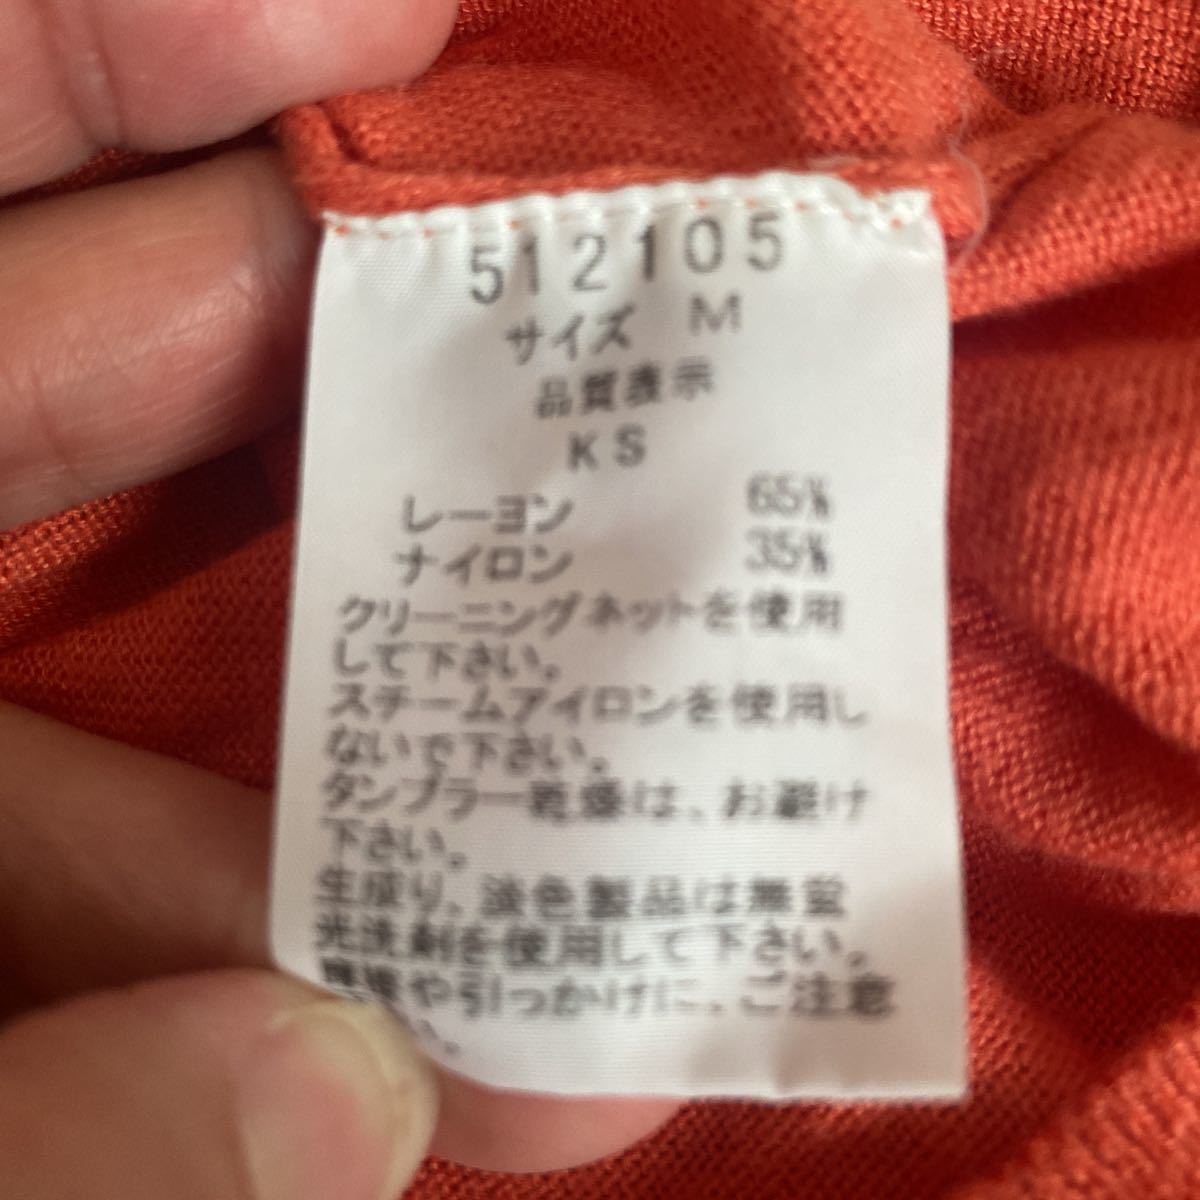 512105
サイズ M
品質表示
KS
レーヨン 65%
ナイロン 35%
クリーニングネットを使用
して下さい。
スチームアイロンを使用し
ないで下さい。
タンブラー乾燥は、お避け
下さい。
生成り、淡色製品は無蛍
光洗剤を使用して下さい。
摩擦や引っかけに、ご注意
い。